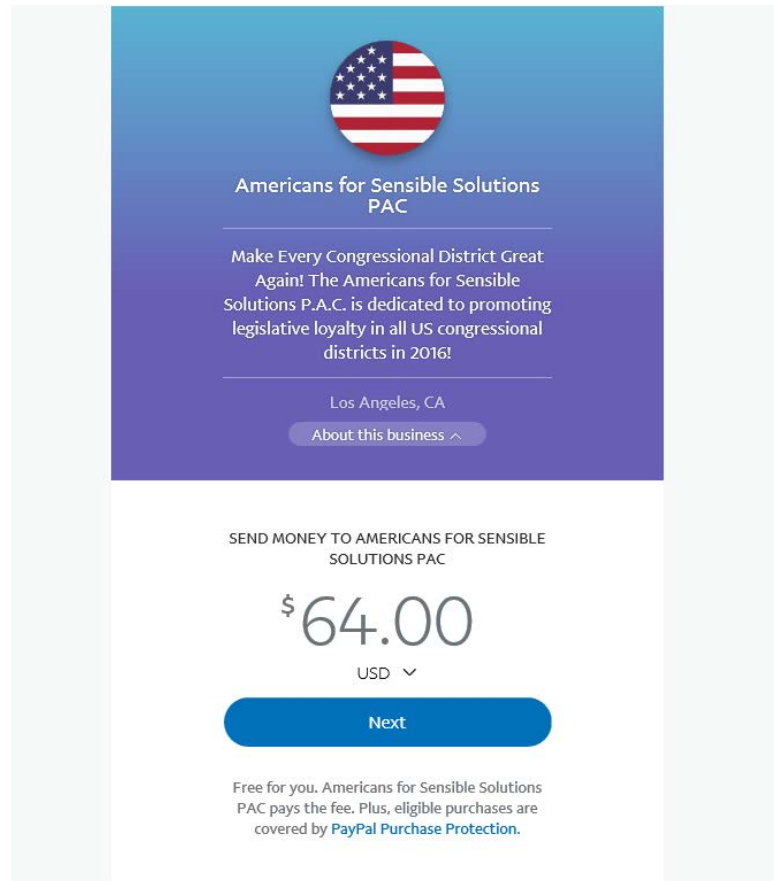 Americans for Sensible Solutions
PAC
Make Every Congressional District Great
Again! The Americans for Sensible
Solutions P.A.C. is dedicated to promoting
legislative loyalty in all US congressional
districts in 2016!
Los Angeles, CA
About this business
SEND MONEY TO AMERICANS FOR SENSIBLE
SOLUTIONS PAC
$64.00
USD
Next
Free for you. Americans for Sensible Solutions
PAC pays the fee. Plus, eligible purchases are
covered by PayPal Purchase Protection.